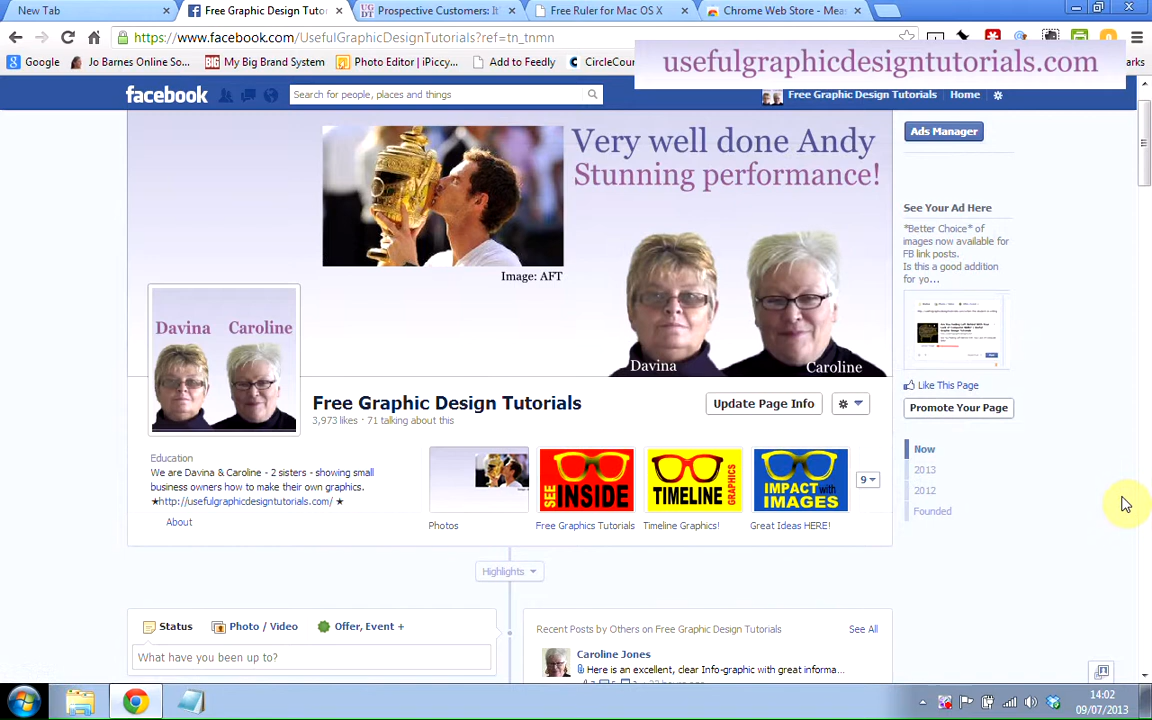 New Tab
Free Graphic Design Tutor
Prospective Customers: It
Free Ruler for Mac OS X
Chrome Web Store - Mea
https://www.facebook.com/UsefulGraphicDesignTutorials?ref=tn_tnmn
Google
Jo Barnes Online So...
My Big Brand System
Photo Editor | iPiccy...
Add to Feedly
CircleCou
usefulgraphicdesigntutorials.com
facebook
Search for people, places and things
Free Graphic Design Tutorials
Home
Very well done Andy
Stunning performance!
Image: AFT
Davina
Caroline
Davina Caroline
Free Graphic Design Tutorials
3,973 likes · 71 talking about this
Update Page Info
Education
We are Davina & Caroline - 2 sisters - showing small
business owners how to make their own graphics.
★http://usefulgraphicdesigntutorials.com/ ★
About
Photos
SEE INSIDE
Free Graphics Tutorials
TIMELINE GRAPHICS
Timeline Graphics!
IMPACT with IMAGES
Great Ideas HERE!
9
Highlights
Status
Photo / Video
Offer, Event +
What have you been up to?
Recent Posts by Others on Free Graphic Design Tutorials
See All
Caroline Jones
Here is an excellent, clear Info-graphic with great informa...
Ads Manager
See Your Ad Here
*Better Choice* of
images now available for
FB link posts.
Is this a good addition
for yo...
Like This Page
Promote Your Page
Now
2013
2012
Founded
14:02
09/07/2013